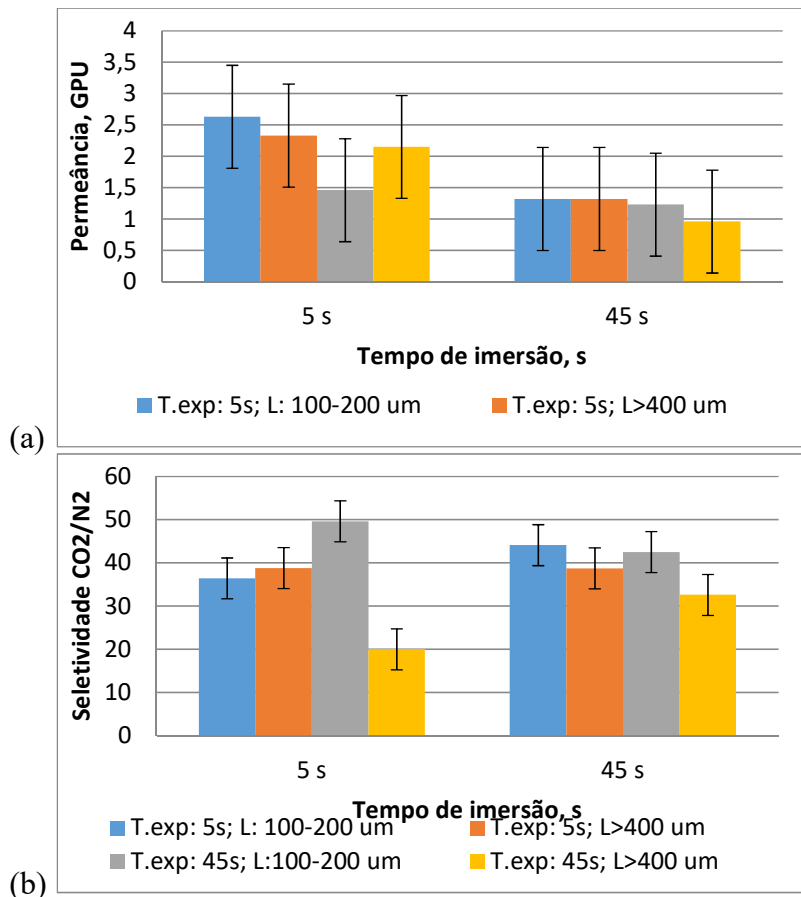 Permeância, GPU
4
3,5
3
2,5
2
1,5
1
0,5
0
5 s
45 s
Tempo de imersão, s
T.exp: 5s; L: 100-200 um
T.exp: 5s; L>400 um
(a)
Seletividade CO2/N2
60
50
40
30
20
10
0
5 s
45 s
Tempo de imersão, s
T.exp: 5s; L: 100-200 um
T.exp: 5s; L>400 um
T.exp: 45s; L:100-200 um
T.exp: 45s; L>400 um
(b)